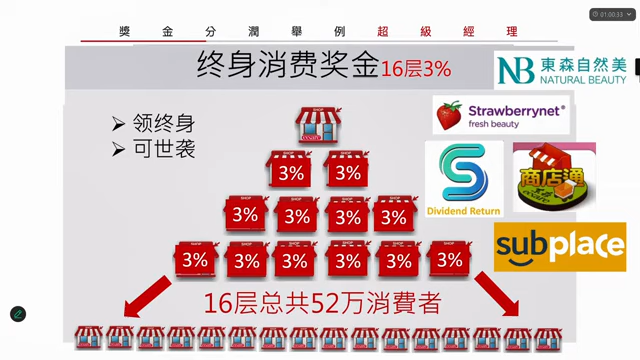 01:00:33
獎金分潤舉例超級經理
终身消费奖金16层3%
領终身
可世袭
NB 東森自然美
NATURAL BEAUTY
Strawberrynet®
fresh beauty
Dividend Return
商店通
subplace
SHOP
3% 3%
3% 3% 3% 3%
3% 3% 3% 3% 3% 3%
16层总共52万消費者